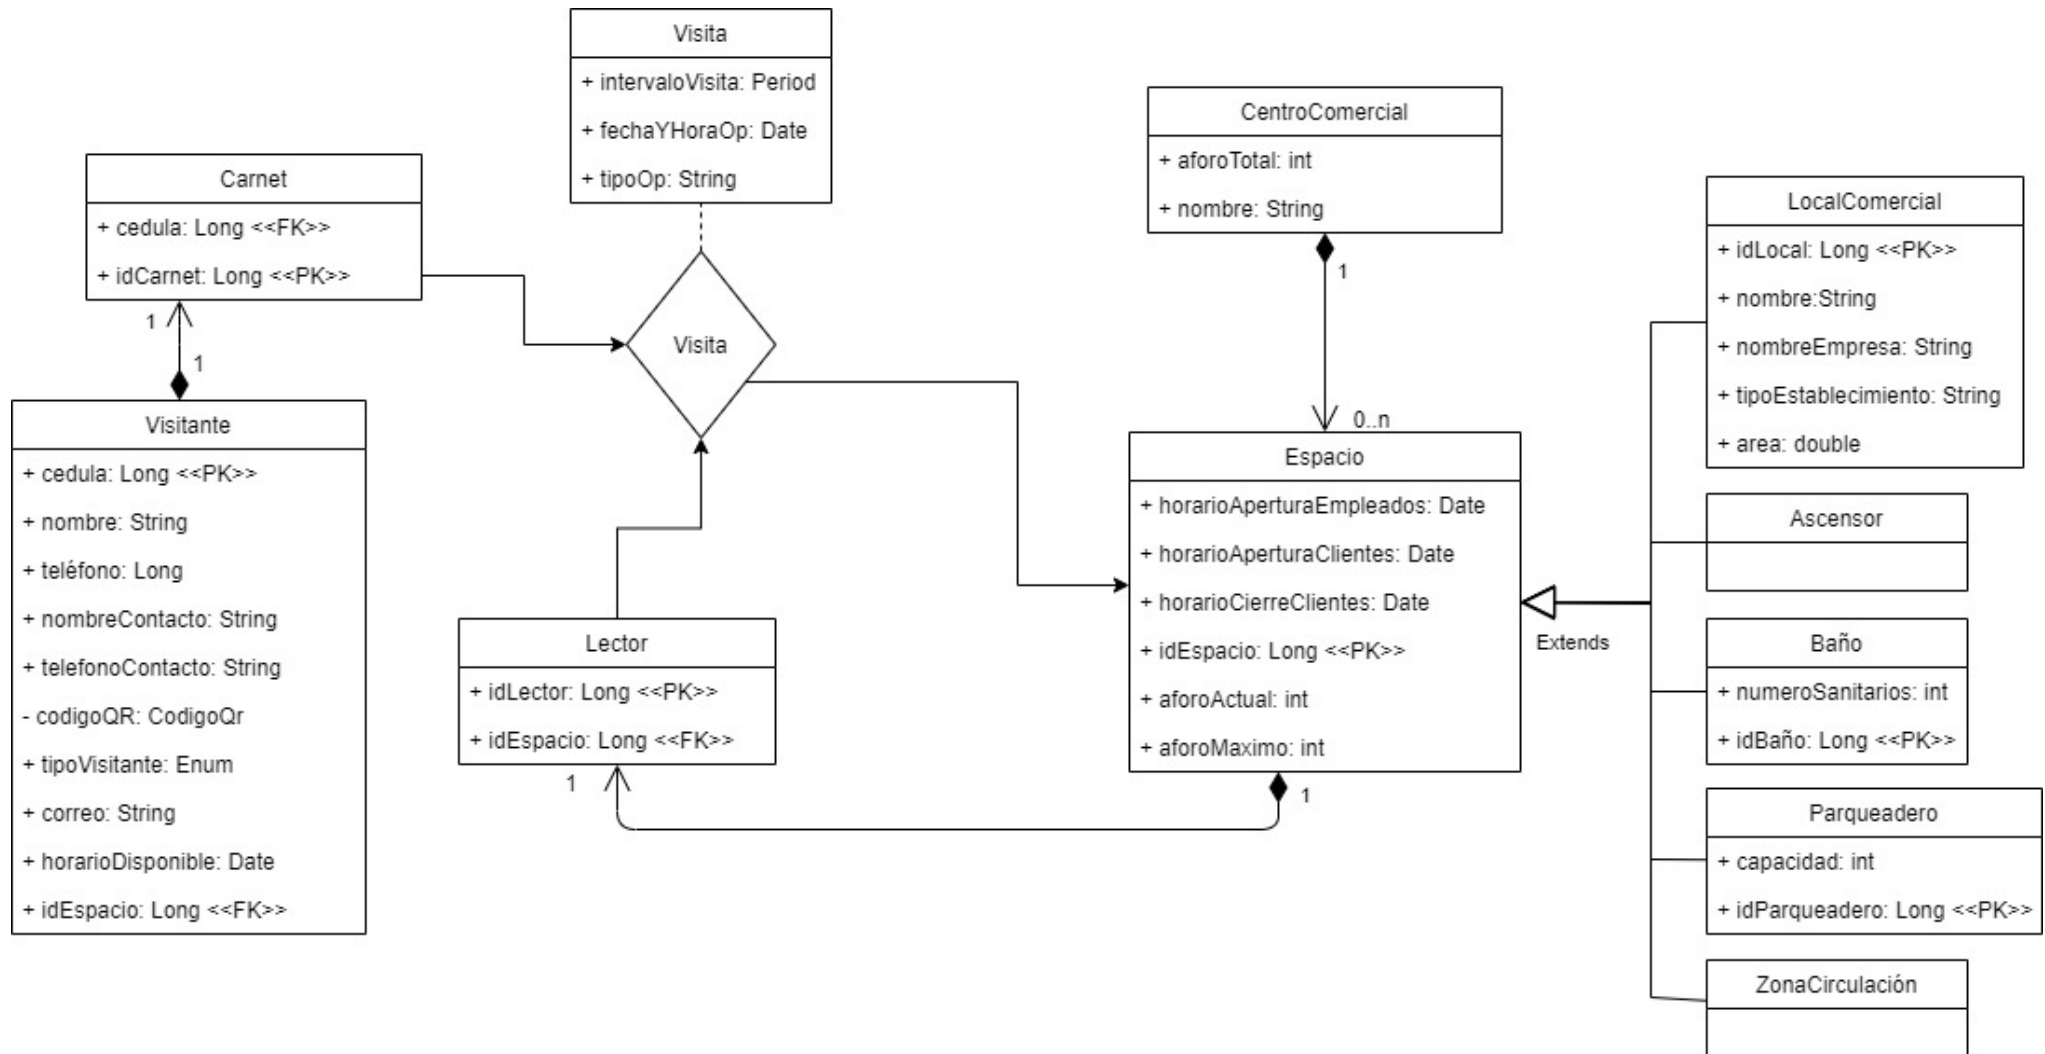 Visita
+ intervaloVisita: Period
+ fechaYHoraOp: Date
+ tipoOp: String
CentroComercial
+ aforoTotal: int
+ nombre: String
1
0..n
Carnet
+ cedula: Long <<FK>>
+ idCarnet: Long <<PK>>
1
1
Visita
Visitante
+ cedula: Long <<PK>>
+ nombre: String
+ teléfono: Long
+ nombreContacto: String
+ telefonoContacto: String
- codigoQR: CodigoQr
+ tipoVisitante: Enum
+ correo: String
+ horarioDisponible: Date
+ idEspacio: Long <<FK>>
Lector
+ idLector: Long <<PK>>
+ idEspacio: Long <<FK>>
1
Espacio
+ horarioAperturaEmpleados: Date
+ horarioAperturaClientes: Date
+ horarioCierreClientes: Date
+ idEspacio: Long <<PK>>
+ aforoActual: int
+ aforoMaximo: int
1
Extends
LocalComercial
+ idLocal: Long <<PK>>
+ nombre:String
+ nombreEmpresa: String
+ tipoEstablecimiento: String
+ area: double
Ascensor
Baño
+ numeroSanitarios: int
+ idBaño: Long <<PK>>
Parqueadero
+ capacidad: int
+ idParqueadero: Long <<PK>>
ZonaCirculación